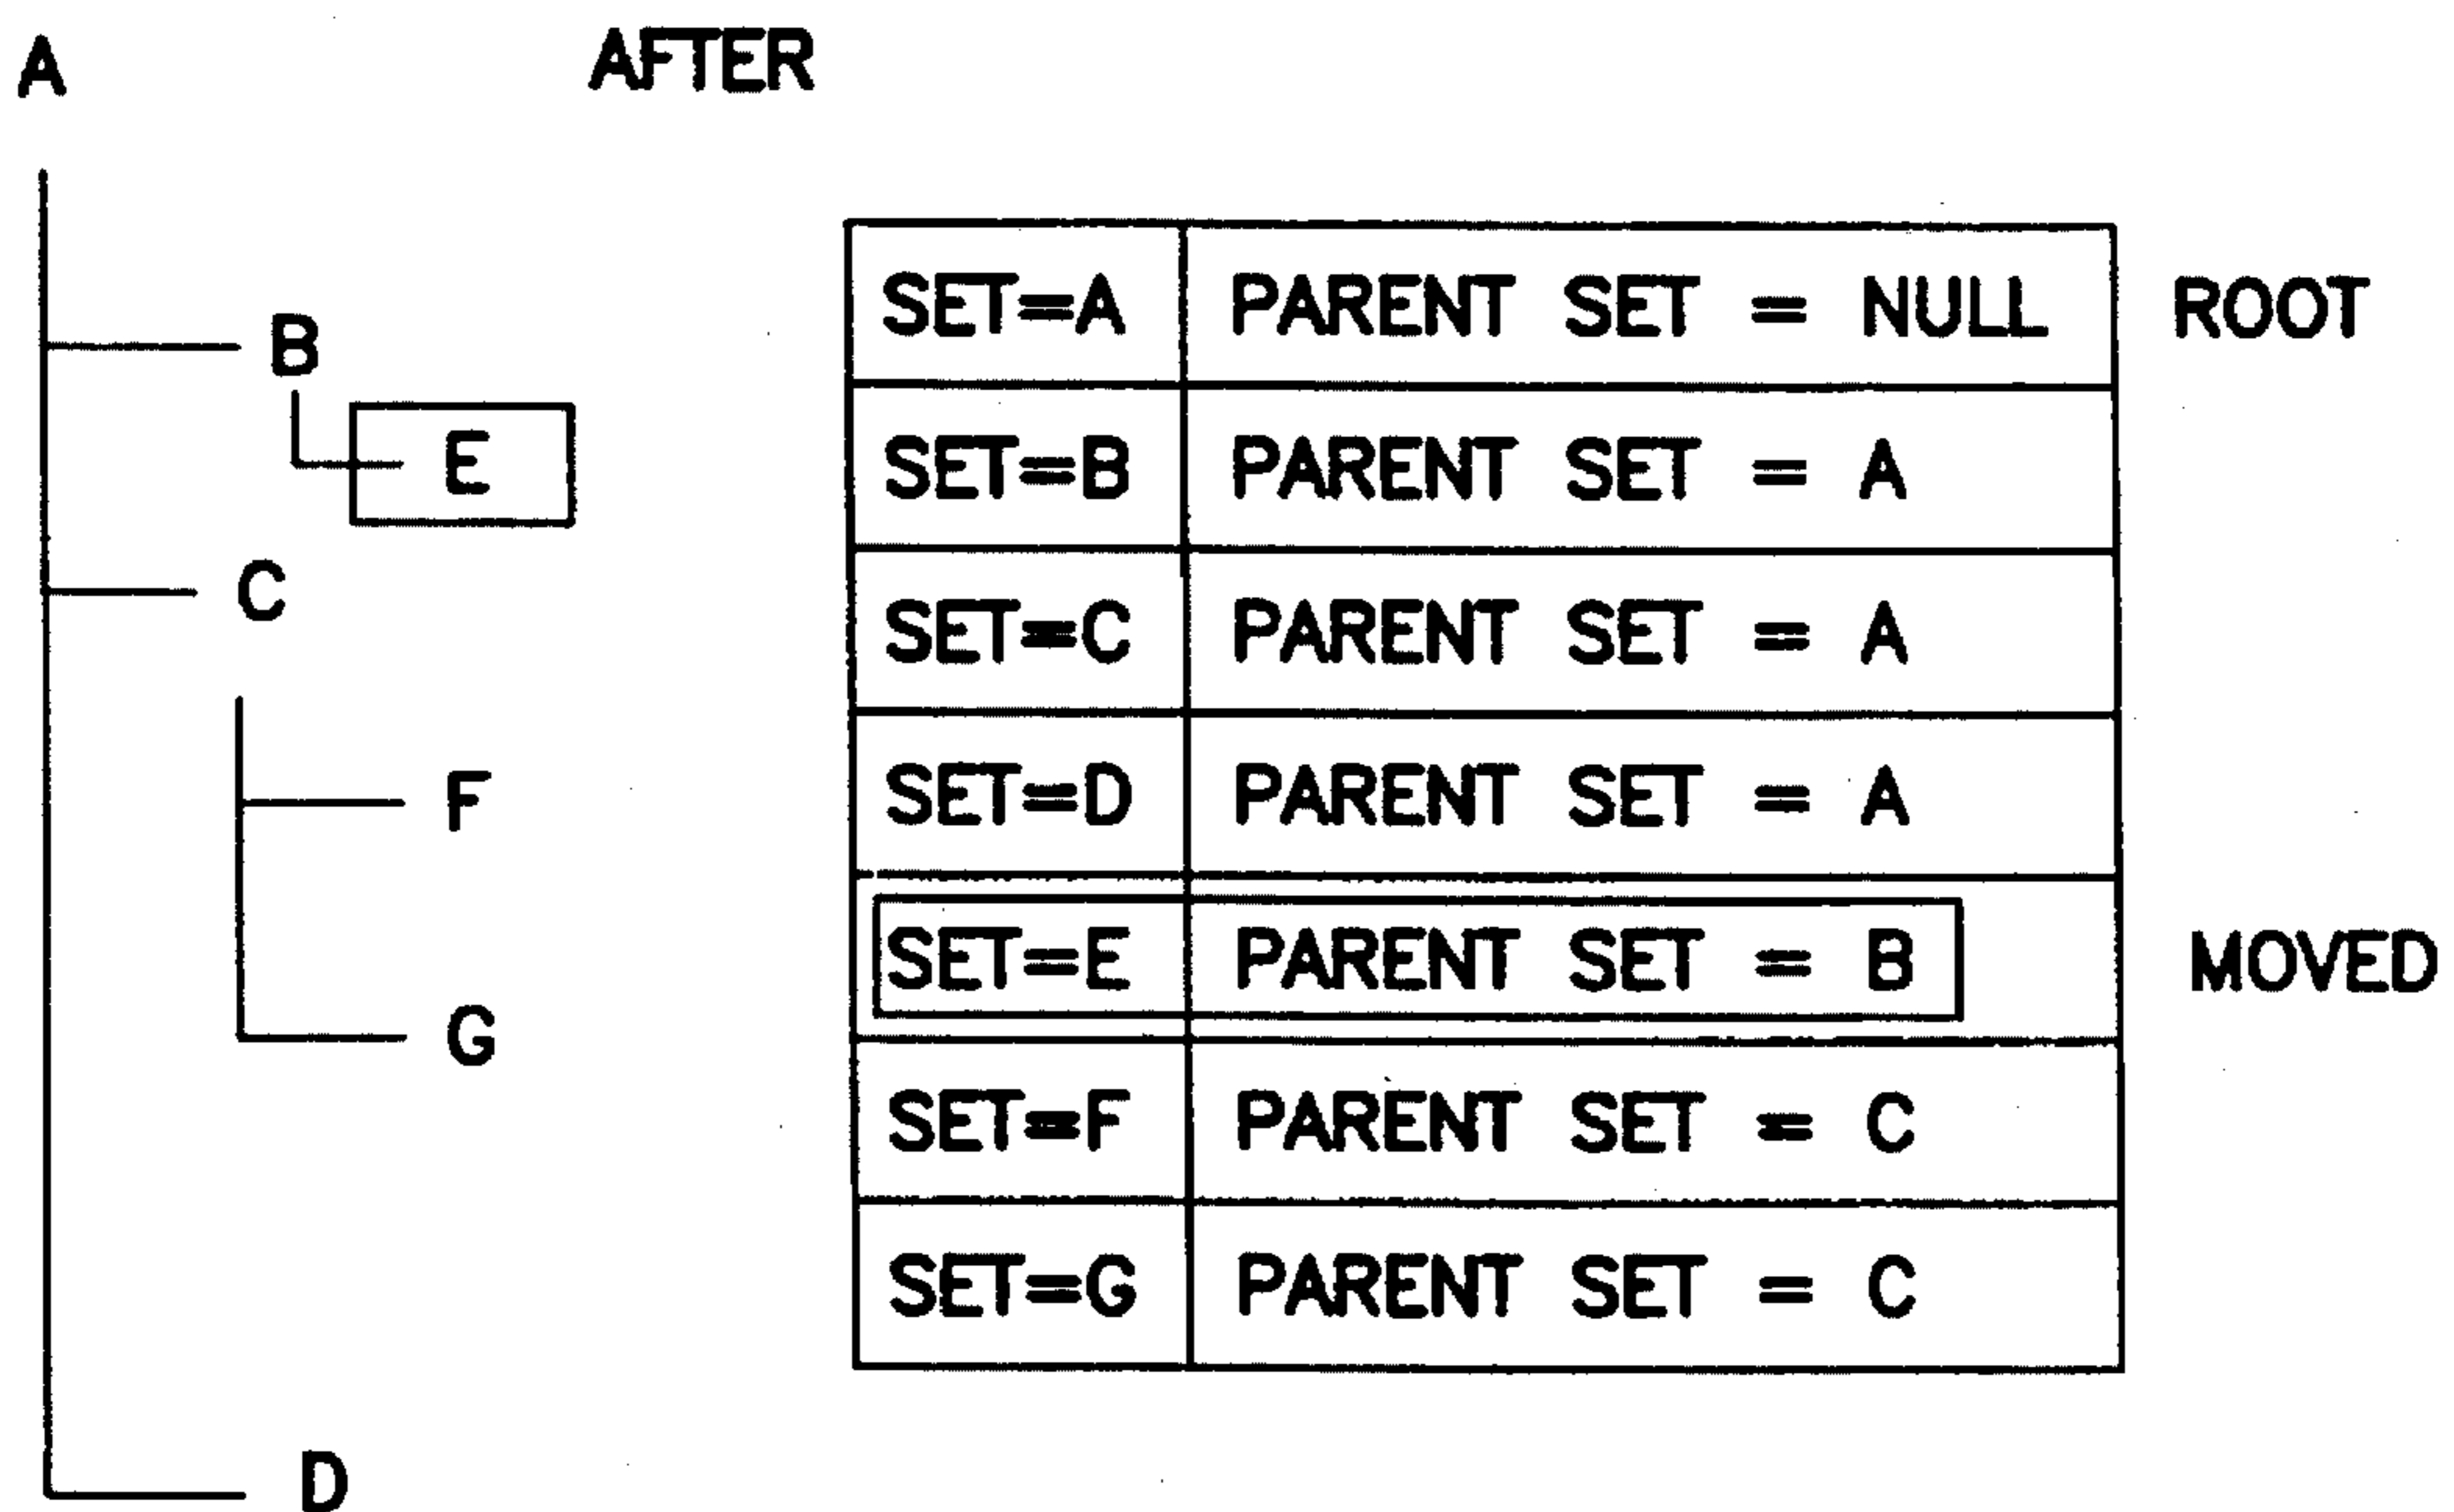 A
AFTER
B
E
C
F
G
D
SET=A PARENT SET = NULL ROOT
SET=B PARENT SET = A
SET=C PARENT SET = A
SET=D PARENT SET = A
SET=E PARENT SET = B MOVED
SET=F PARENT SET = C
SET=G PARENT SET = C